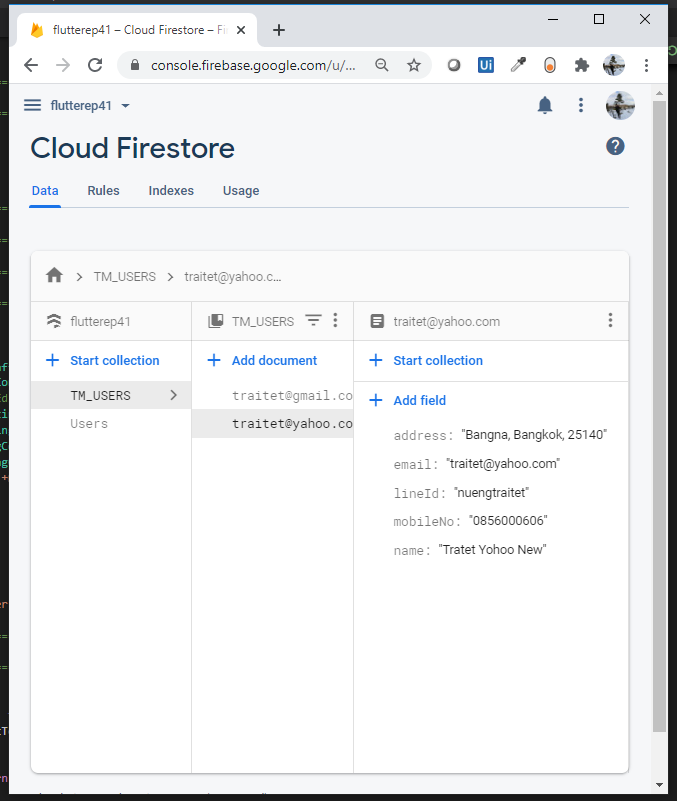 flutterep41 – Cloud Firestore – Fi
console.firebase.google.com/u/...
Ui
flutterep41
Cloud Firestore
Data Rules Indexes Usage
TM_USERS traitet@yahoo.c...
flutterep41 TM_USERS traitet@yahoo.com
Start collection Add document Start collection
TM_USERS traitet@gmail.co Add field
Users traitet@yahoo.co
address: "Bangna, Bangkok, 25140"
email: "traitet@yahoo.com"
lineId: "nuengtraitet"
mobileNo: "0856000606"
name: "Tratet Yohoo New"